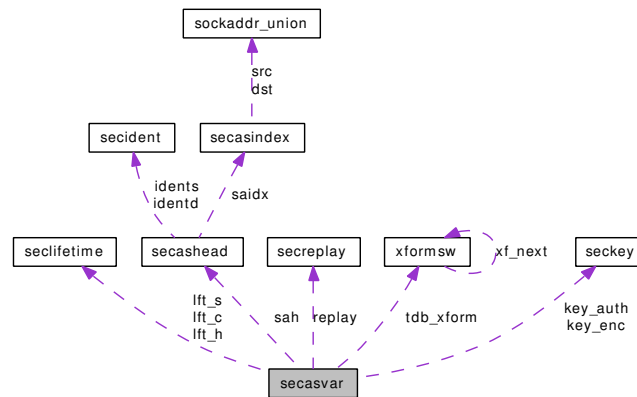 sockaddr_union
src
dst
secident
secasindex
idents
identd
saidx
seclifetime
secashead
secreplay
xformsw
xf_next
seckey
lft_s
lft_c
lft_h
sah
replay
tdb_xform
key_auth
key_enc
secasvar